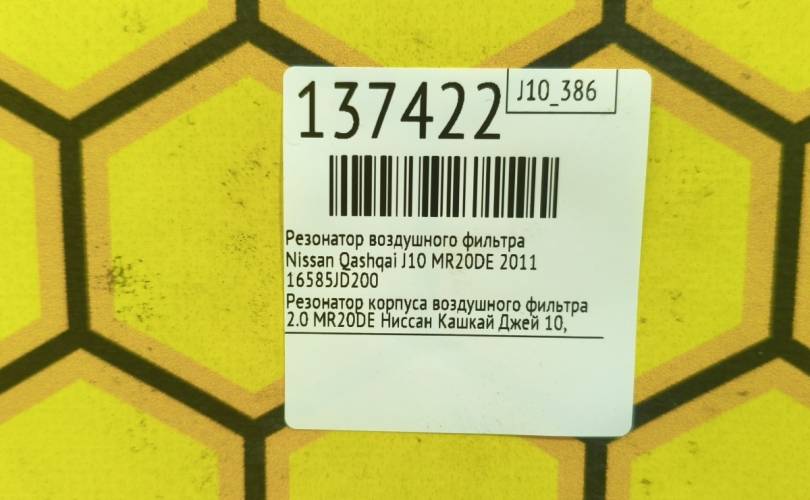 137422
J10_386
Резонатор воздушного фильтра
Nissan Qashqai J10 MR20DE 2011
16585JD200
Резонатор корпуса воздушного фильтра
2.0 MR20DE Ниссан Кашкай Джей 10,